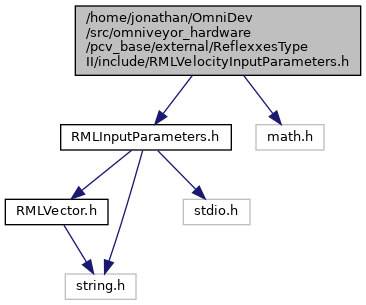 /home/jonathan/OmniDev
/src/omniveyor_hardware
/pcv_base/external/ReflexxesType
II/include/RMLVelocityInputParameters.h
RMLInputParameters.h
math.h
RMLVector.h
stdio.h
string.h